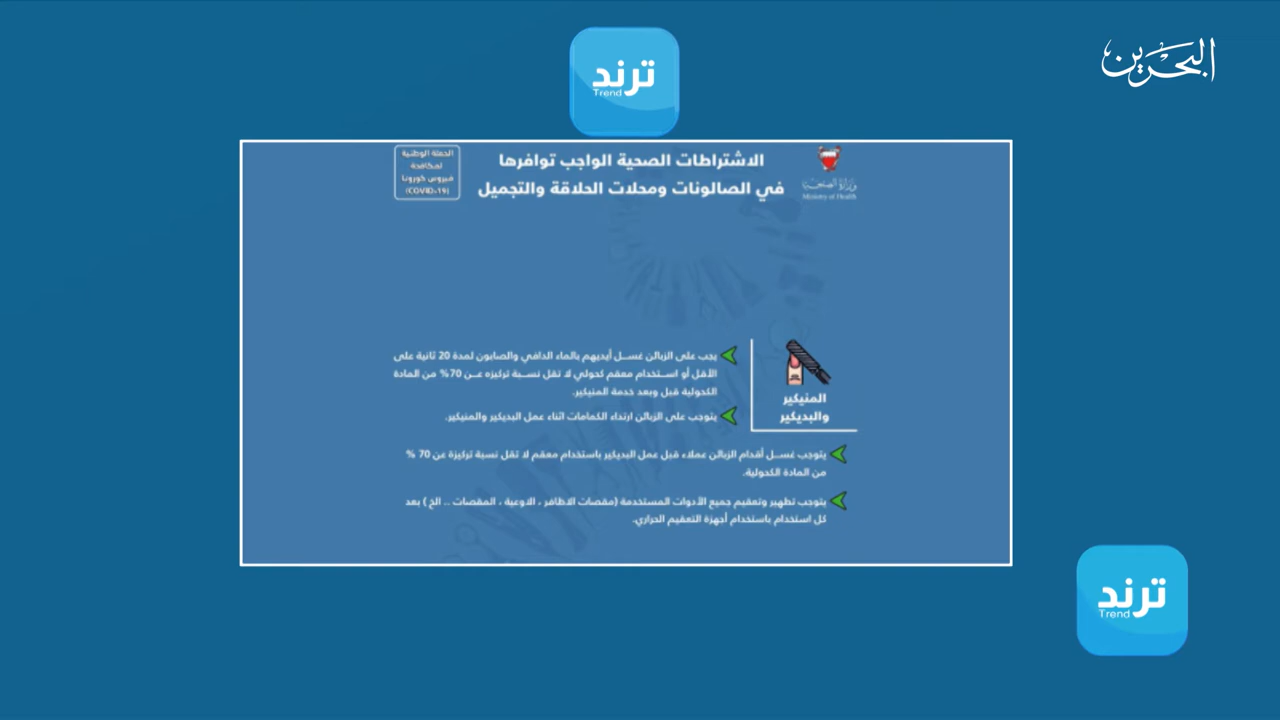 البحرين
ترند
Trend
الاشتراطات الصحية الواجب توافرها
في الصالونات ومحلات الحلاقة والتجميل
وزارة الصحة
Ministry of Health
الحملة الوطنية
لمكافحة
فيروس كورونا
(COVID-19)
المنيكير
والبديكير
يجب على الزبائن غسل أيديهم بالماء الدافي والصابون لمدة 20 ثانية على
الأقل أو استخدام معقم كحولي لا تقل نسبة تركيزه عن 70% من المادة
الكحولية قبل وبعد خدمة المنيكير.
يتوجب على الزبائن ارتداء الكمامات اثناء عمل البديكير والمنيكير.
يتوجب غسل أقدام الزبائن عملاء قبل عمل البديكير باستخدام معقم لا تقل نسبة تركيزة عن 70 %
من المادة الكحولية.
يتوجب تطهير وتعقيم جميع الأدوات المستخدمة (مقصات الاظافر ، الاوعية ، المقصات .. الخ ) بعد
كل استخدام باستخدام أجهزة التعقيم الحراري.
ترند
Trend